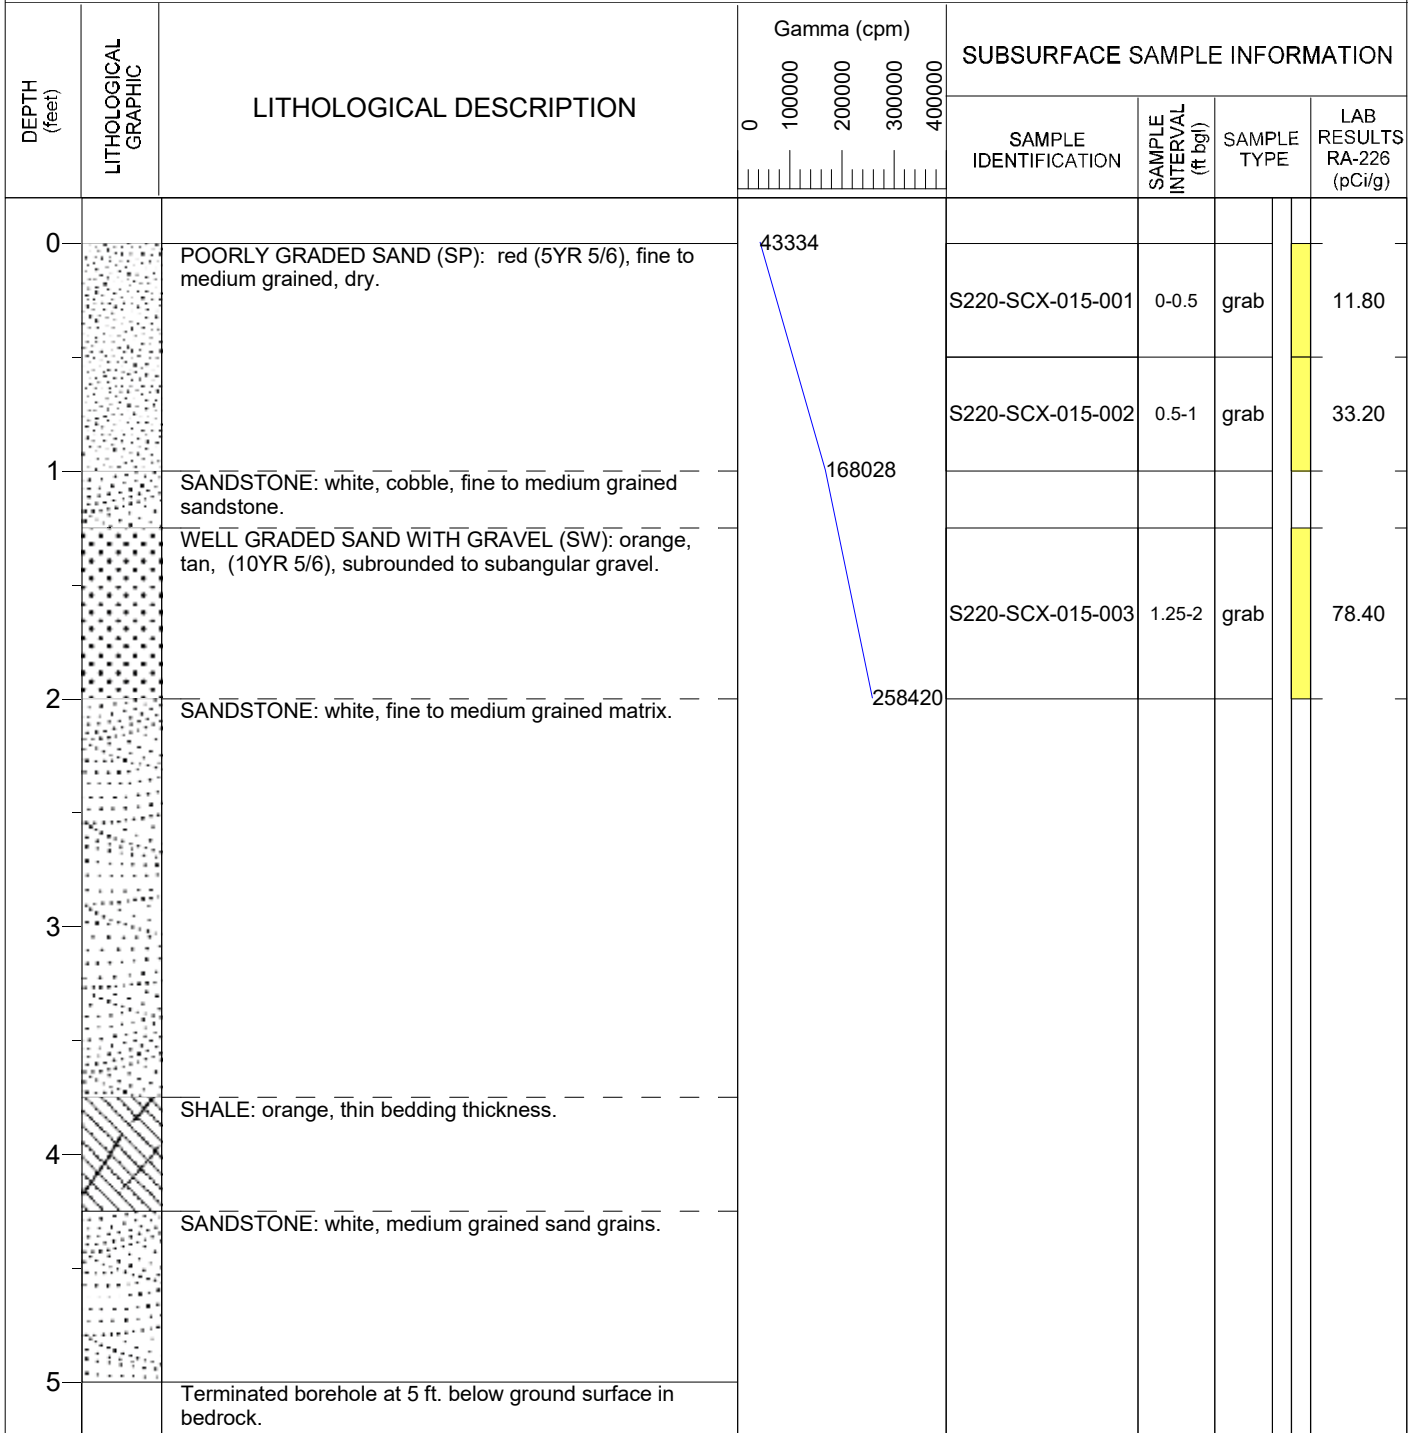 DEPTH
(feet)
LITHOLOGICAL
GRAPHIC
LITHOLOGICAL DESCRIPTION
Gamma (cpm)
0
100000
200000
300000
400000
SUBSURFACE SAMPLE INFORMATION
SAMPLE
IDENTIFICATION
SAMPLE
INTERVAL
(ft bgl)
SAMPLE
TYPE
LAB
RESULTS
RA-226
(pCi/g)
0
POORLY GRADED SAND (SP): red (5YR 5/6), fine to
medium grained, dry.
43334
S220-SCX-015-001 0-0.5 grab 11.80
S220-SCX-015-002 0.5-1 grab 33.20
1
SANDSTONE: white, cobble, fine to medium grained
sandstone.
168028
WELL GRADED SAND WITH GRAVEL (SW): orange,
tan, (10YR 5/6), subrounded to subangular gravel.
S220-SCX-015-003 1.25-2 grab 78.40
2
SANDSTONE: white, fine to medium grained matrix.
258420
3
SHALE: orange, thin bedding thickness.
4
SANDSTONE: white, medium grained sand grains.
5
Terminated borehole at 5 ft. below ground surface in
bedrock.